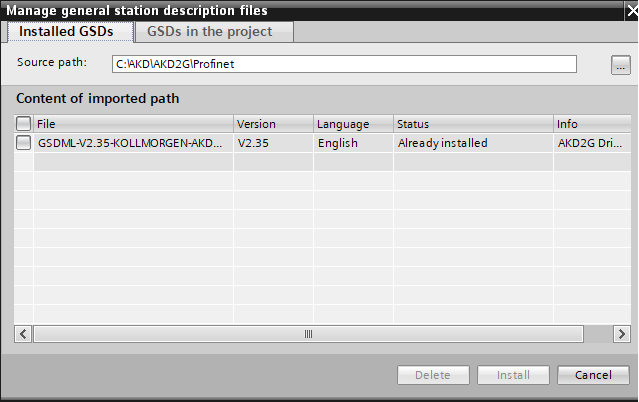 Manage general station description files
Installed GSDs GSDs in the project
Source path: C:\AKD\AKD2G\Profinet ...
Content of imported path
File Version Language Status Info
GSDML-V2.35-KOLLMORGEN-AKD... V2.35 English Already installed AKD2G Dri...
Delete Install Cancel